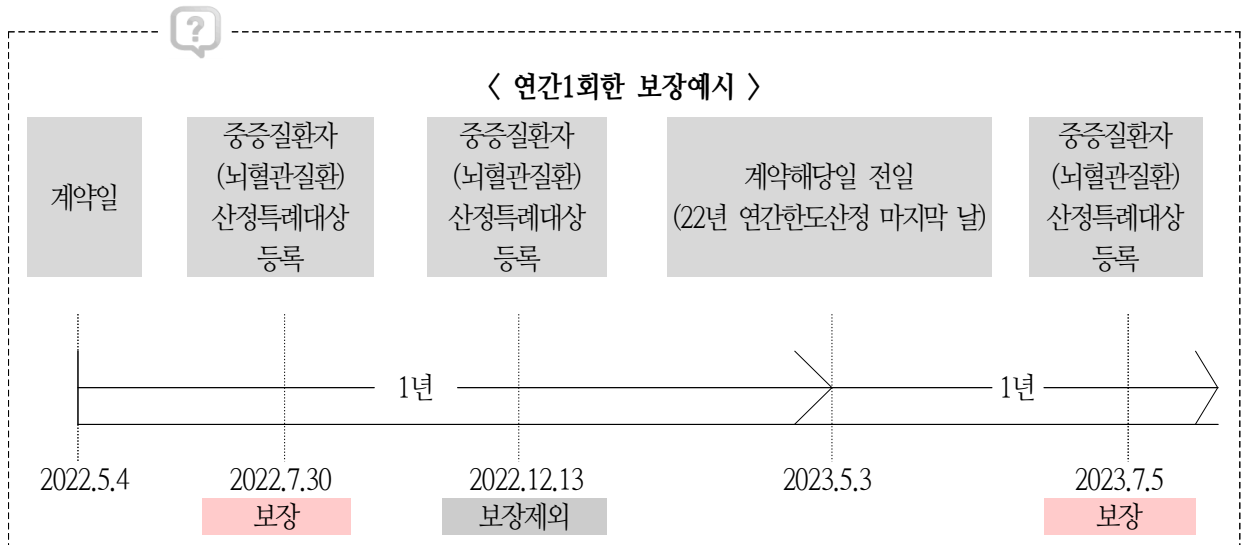 ?
〈 연간1회한 보장예시 〉
계약일
중증질환자
(뇌혈관질환)
산정특례대상
등록
중증질환자
(뇌혈관질환)
산정특례대상
등록
계약해당일 전일
(22년 연간한도산정 마지막 날)
중증질환자
(뇌혈관질환)
산정특례대상
등록
1년
1년
2022.5.4
2022.7.30
보장
2022.12.13
보장제외
2023.5.3
2023.7.5
보장